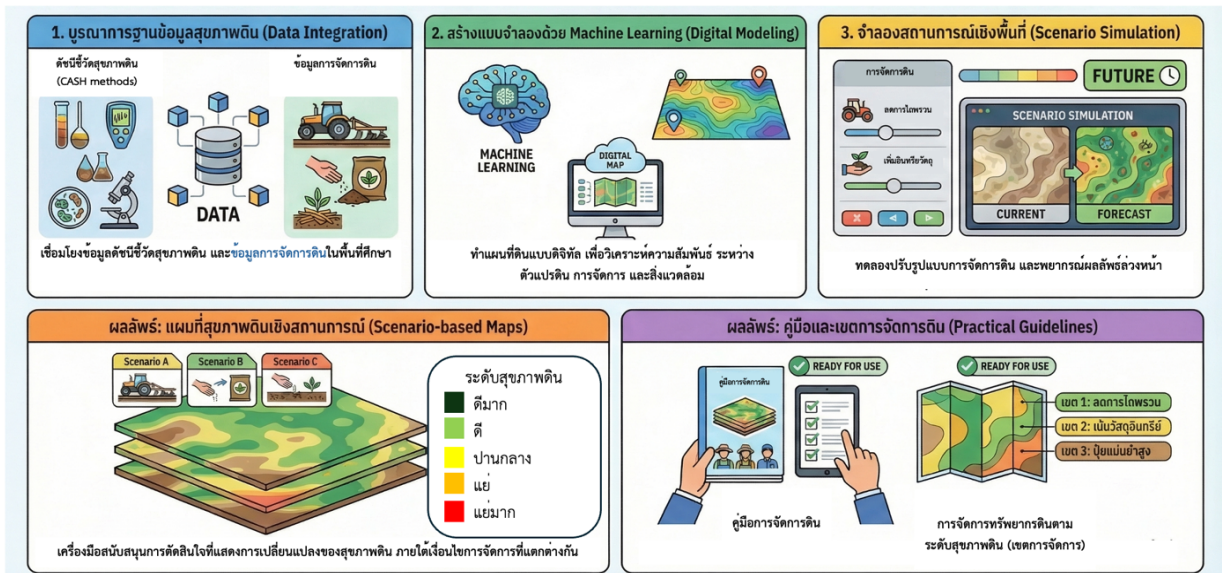 1. บูรณาการฐานข้อมูลสุขภาพดิน (Data Integration)
ดัชนีชี้วัดสุขภาพดิน
(CASH methods)
ข้อมูลการจัดการดิน
DATA
เชื่อมโยงข้อมูลดัชนีชี้วัดสุขภาพดิน และข้อมูลการจัดการดินในพื้นที่ศึกษา
2. สร้างแบบจำลองด้วย Machine Learning (Digital Modeling)
MACHINE
LEARNING
DIGITAL
MAP
ทำแผนที่ดินแบบดิจิทัล เพื่อวิเคราะห์ความสัมพันธ์ ระหว่าง
ตัวแปรดิน การจัดการ และสิ่งแวดล้อม
3. จำลองสถานการณ์เชิงพื้นที่ (Scenario Simulation)
การจัดการดิน
ลดการไถพรวน
เพิ่มอินทรียวัตถุ
FUTURE
SCENARIO SIMULATION
CURRENT
FORECAST
ทดลองปรับรูปแบบการจัดการดิน และพยากรณ์ผลลัพธ์ล่วงหน้า
ผลลัพธ์: แผนที่สุขภาพดินเชิงสถานการณ์ (Scenario-based Maps)
Scenario A
Scenario B
Scenario C
ระดับสุขภาพดิน
ดีมาก
ดี
ปานกลาง
แย่
แย่มาก
เครื่องมือสนับสนุนการตัดสินใจที่แสดงการเปลี่ยนแปลงของสุขภาพดิน ภายใต้เงื่อนไขการจัดการที่แตกต่างกัน
ผลลัพธ์: คู่มือและเขตการจัดการดิน (Practical Guidelines)
READY FOR USE
คู่มือการจัดการดิน
คู่มือการจัดการดิน
READY FOR USE
เขต 1: ลดการไถพรวน
เขต 2: เน้นวัสดุอินทรีย์
เขต 3: ปุ๋ยแม่นยำสูง
การจัดการทรัพยากรดินตาม
ระดับสุขภาพดิน (เขตการจัดการ)